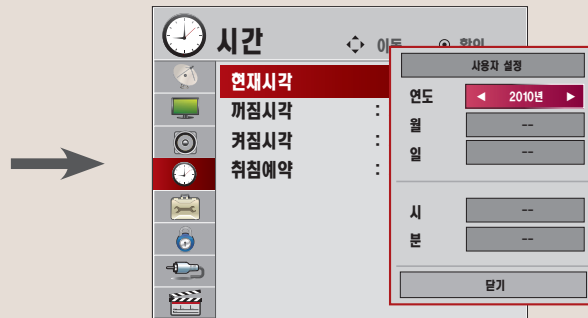 시간
이동
확인
현재시각
꺼짐시각 :
켜짐시각 :
취침예약 :
사용자 설정
연도 ◀ 2010년 ▶
월 --
일 --
시 --
분 --
닫기